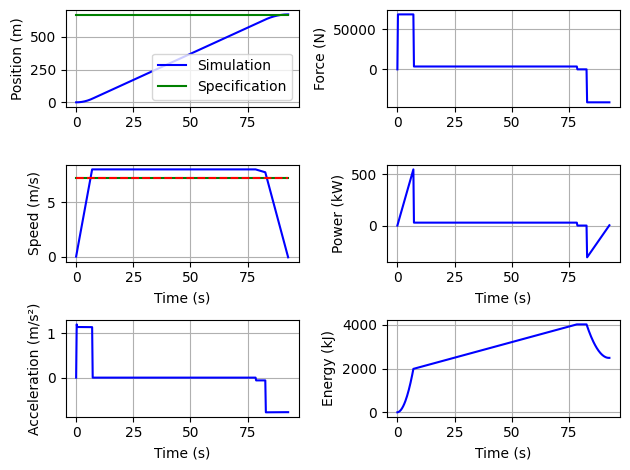 Position (m)
500
250
0
0 25 50 75
Simulation
Specification
Force (N)
50000
0
0 25 50 75
Speed (m/s)
5
0
0 25 50 75
Time (s)
Power (kW)
500
0
0 25 50 75
Time (s)
Acceleration (m/s²)
1
0
0 25 50 75
Time (s)
Energy (kJ)
4000
2000
0
0 25 50 75
Time (s)